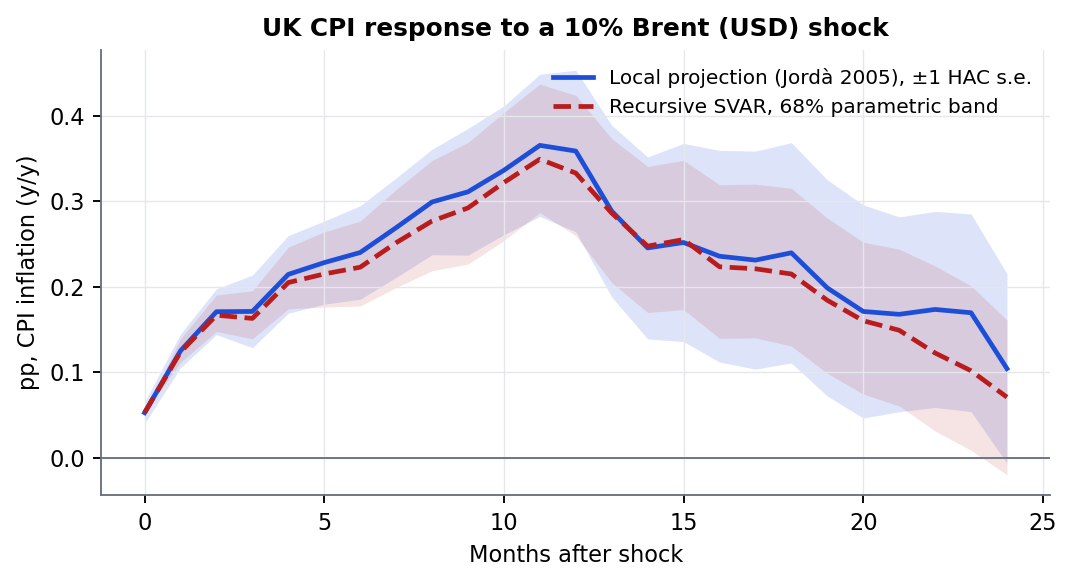 UK CPI response to a 10% Brent (USD) shock
Local projection (Jordà 2005), ±1 HAC s.e.
Recursive SVAR, 68% parametric band
pp, CPI inflation (y/y)
0.4
0.3
0.2
0.1
0.0
0 5 10 15 20 25
Months after shock